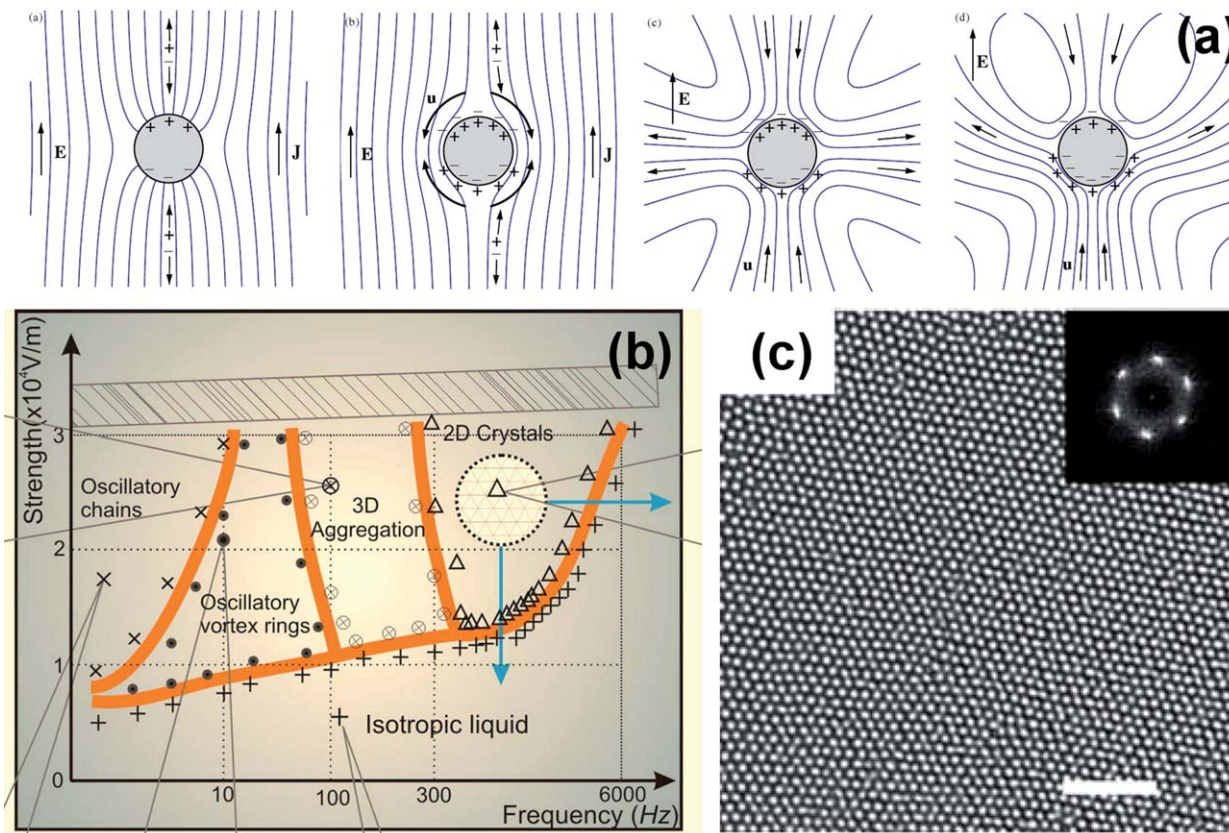 (a)
(b)
(c)
(d)
(a)
E
J
u
E
J
E
u
E
u
(b)
Strength(x10⁴V/m)
3
2
1
0
10
100
300
6000
Frequency (Hz)
Oscillatory
chains
Oscillatory
vortex rings
3D
Aggregation
2D Crystals
Isotropic liquid
(c)